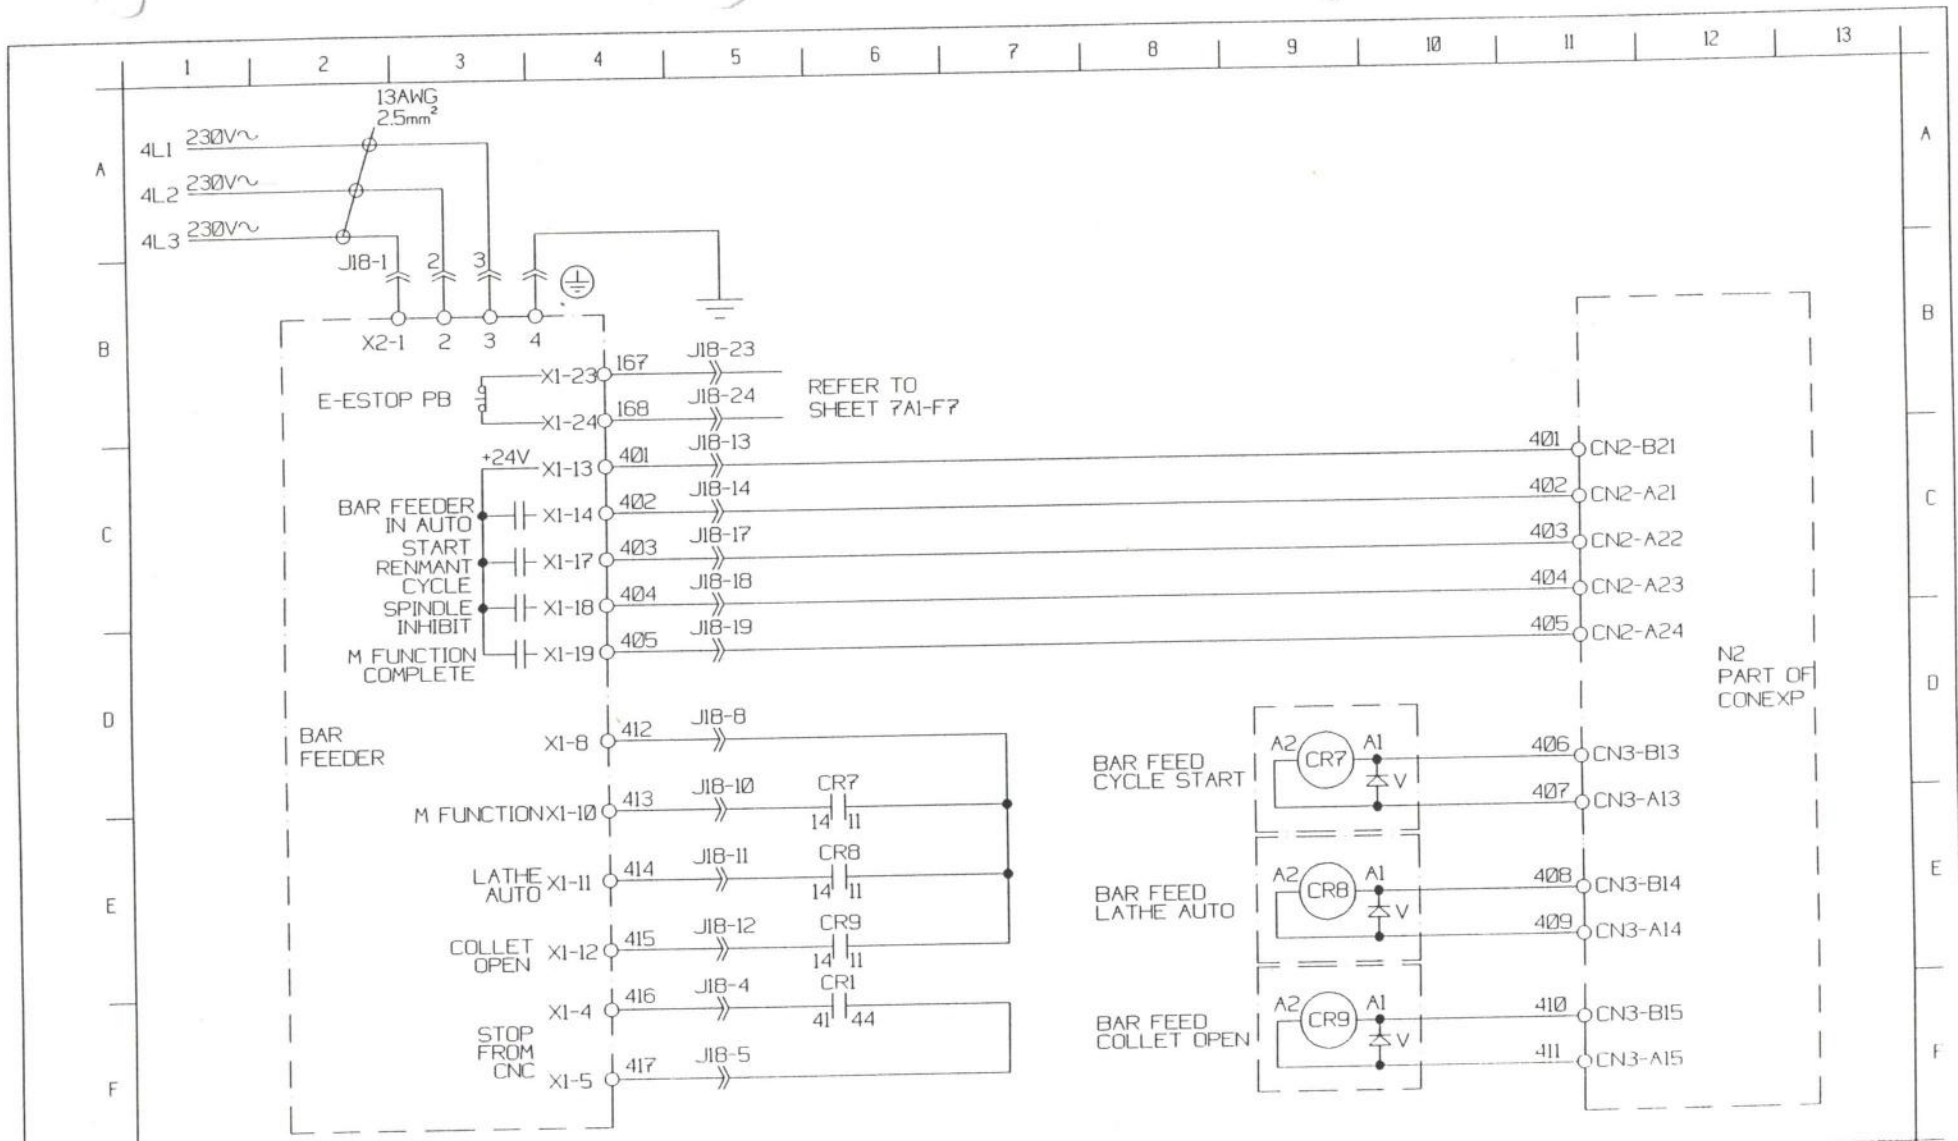 1 2 3 4 5 6 7 8 9 10 11 12 13
13AWG
2.5mm²
A 4L1 230V~ A
4L2 230V~
4L3 230V~
J18-1 2 3
B X2-1 2 3 4 B
X1-23 167 J18-23
E-ESTOP PB
REFER TO
SHEET 7A1-F7
X1-24 168 J18-24
+24V X1-13 401 J18-13 401 CN2-B21
C BAR FEEDER
IN AUTO
X1-14 402 J18-14 402 CN2-A21 C
START
RENMANT
CYCLE
X1-17 403 J18-17 403 CN2-A22
SPINDLE
INHIBIT
X1-18 404 J18-18 404 CN2-A23
M FUNCTION
COMPLETE
X1-19 405 J18-19 405 CN2-A24
N2
PART OF
CONEXP
D BAR
FEEDER
D
X1-8 412 J18-8
BAR FEED
CYCLE START
A2 CR7 A1 V
406 CN3-B13
407 CN3-A13
M FUNCTION X1-10 413 J18-10 CR7
14 11
E LATHE
AUTO
X1-11 414 J18-11 CR8
14 11
BAR FEED
LATHE AUTO
A2 CR8 A1 V
408 CN3-B14 E
409 CN3-A14
COLLET
OPEN
X1-12 415 J18-12 CR9
14 11
X1-4 416 J18-4 CR1
41 44
BAR FEED
COLLET OPEN
A2 CR9 A1 V
410 CN3-B15
411 CN3-A15
F STOP
FROM
CNC
X1-5 417 J18-5 F